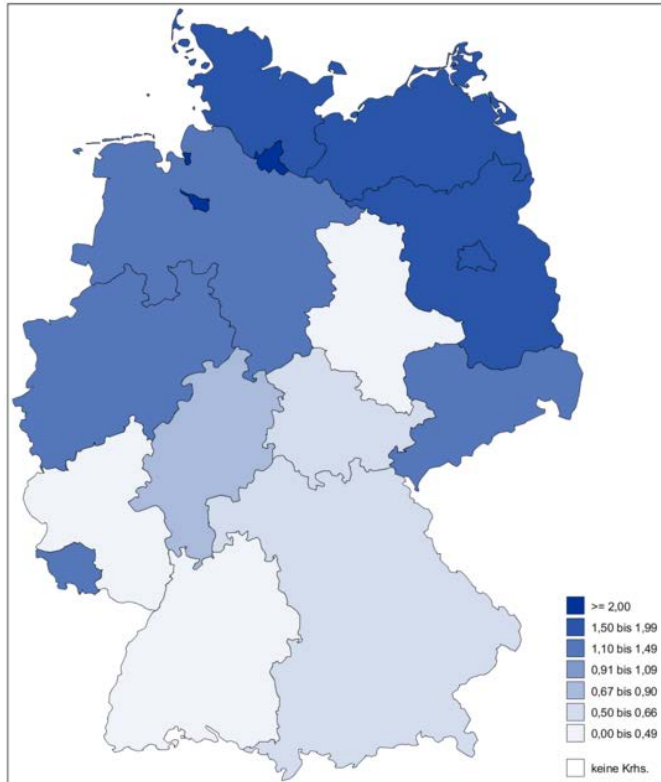 >= 2,00
1,50 bis 1,99
1,10 bis 1,49
0,91 bis 1,09
0,67 bis 0,90
0,50 bis 0,66
0,00 bis 0,49
keine Krhs.